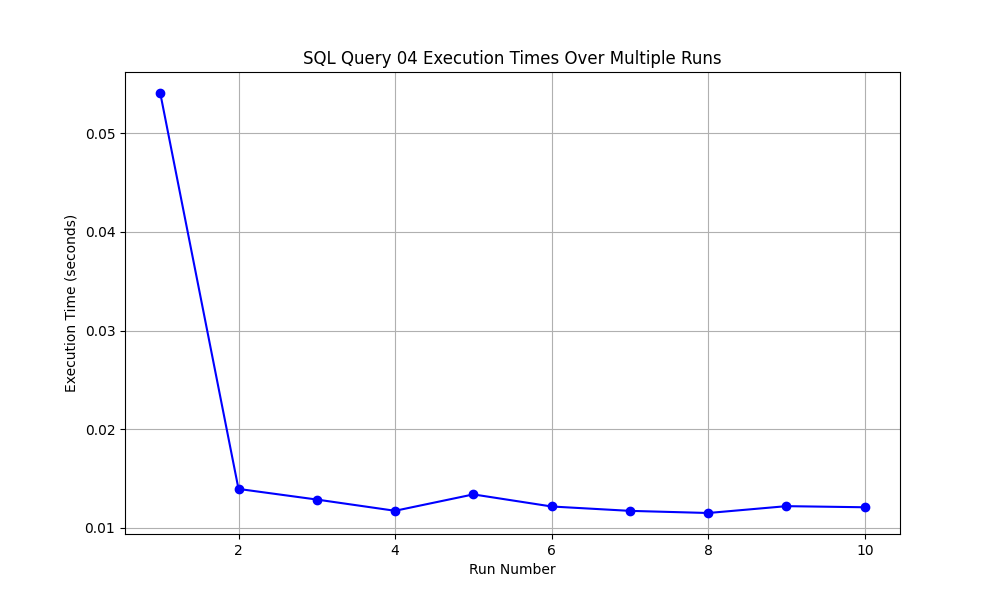 SQL Query 04 Execution Times Over Multiple Runs
Execution Time (seconds)
0.05
0.04
0.03
0.02
0.01
2 4 6 8 10
Run Number